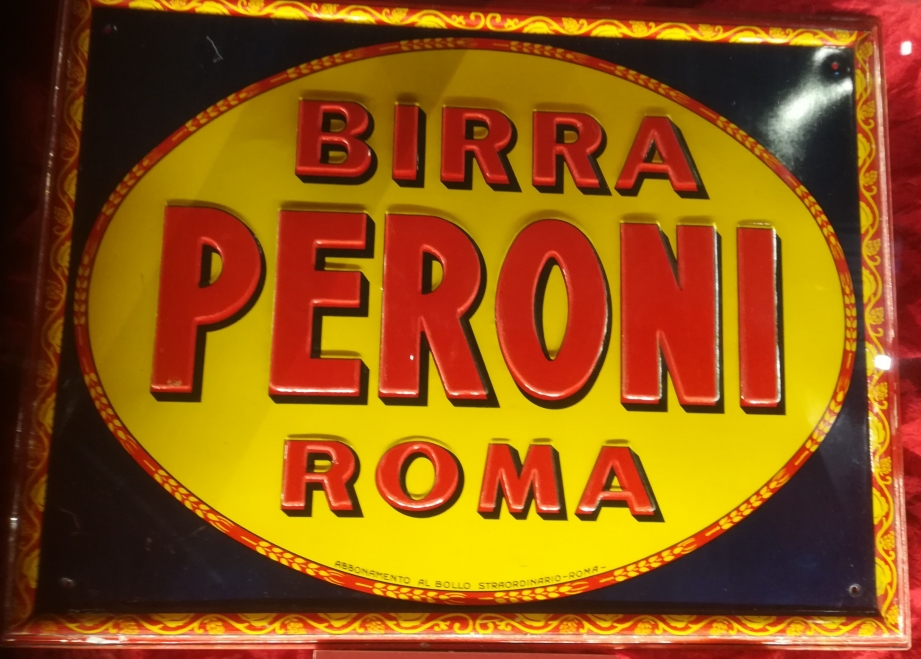 BIRRA
PERONI
ROMA
ABBONAMENTO AL BOLLO STRAORDINARIO-ROMA-